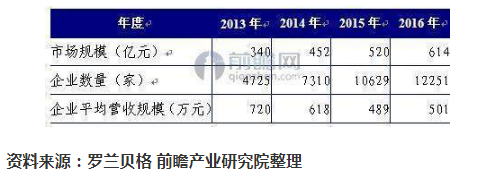 年度 2013 年 2014 年 2015 年 2016 年
市场规模（亿元） 340 452 520 614
企业数量（家） 4725 7310 10629 12251
企业平均营收规模（万元） 720 618 489 501
前瞻网
资料来源：罗兰贝格 前瞻产业研究院整理